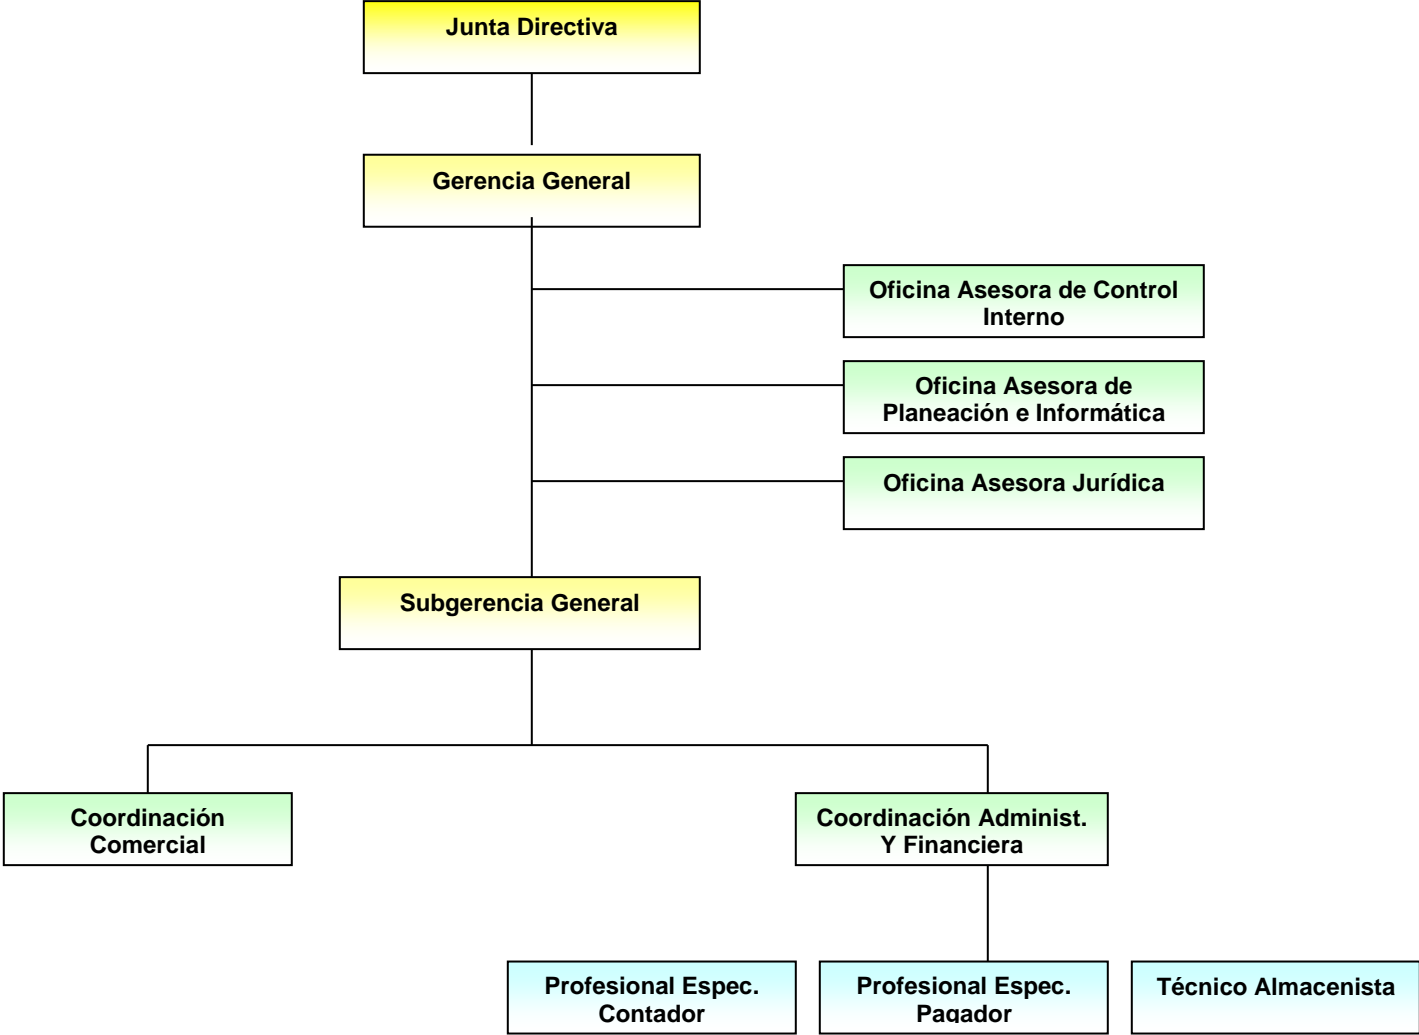 Junta Directiva
Gerencia General
Oficina Asesora de Control
Interno
Oficina Asesora de
Planeación e Informática
Oficina Asesora Jurídica
Subgerencia General
Coordinación
Comercial
Coordinación Administ.
Y Financiera
Profesional Espec.
Contador
Profesional Espec.
Pagador
Técnico Almacenista